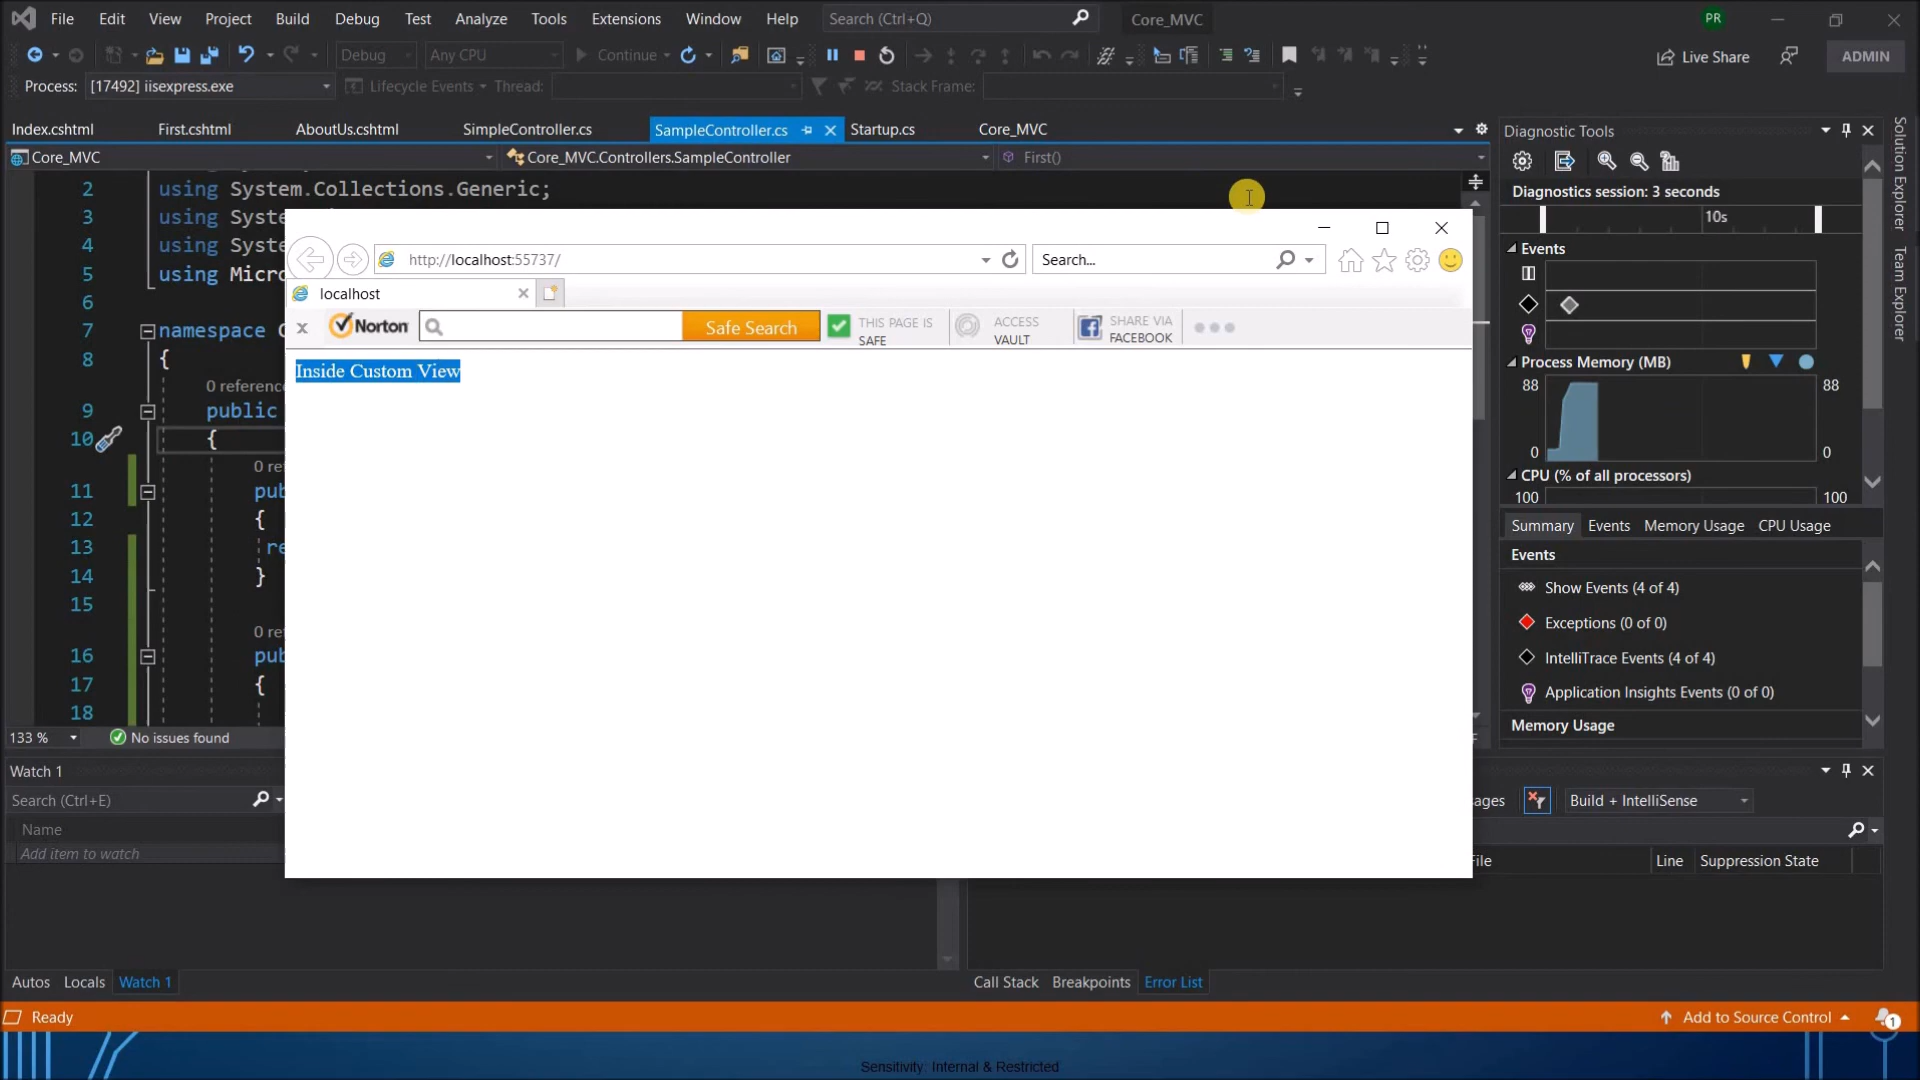 File Edit View Project Build Debug Test Analyze Tools Extensions Window Help Search (Ctrl+Q) Core_MVC PR
Debug Any CPU Continue Live Share ADMIN
Process: [17492] iisexpress.exe Lifecycle Events Thread: Stack Frame:
Index.cshtml First.cshtml AboutUs.cshtml SimpleController.cs SampleController.cs Startup.cs Core_MVC
Core_MVC Core_MVC.Controllers.SampleController First()
2 using System.Collections.Generic;
3 using Syste
4 using Syste
5 using Micro
6
7 namespace C
8 {
0 reference
9 public
10 {
0 re
11 pub
12 {
13 re
14 }
15
0 re
16 pub
17 {
18
133 % No issues found
http://localhost:55737/ Search...
localhost
x Norton Safe Search THIS PAGE IS SAFE ACCESS VAULT SHARE VIA FACEBOOK
Inside Custom View
Diagnostic Tools
Diagnostics session: 3 seconds
10s
Events
Process Memory (MB)
88 88
0 0
CPU (% of all processors)
100 100
Summary Events Memory Usage CPU Usage
Events
Show Events (4 of 4)
Exceptions (0 of 0)
IntelliTrace Events (4 of 4)
Application Insights Events (0 of 0)
Memory Usage
Solution Explorer
Team Explorer
Watch 1
Search (Ctrl+E)
Name
Add item to watch
ages Build + IntelliSense
File Line Suppression State
Autos Locals Watch 1 Call Stack Breakpoints Error List
Ready Add to Source Control 1
Sensitivity: Internal & Restricted